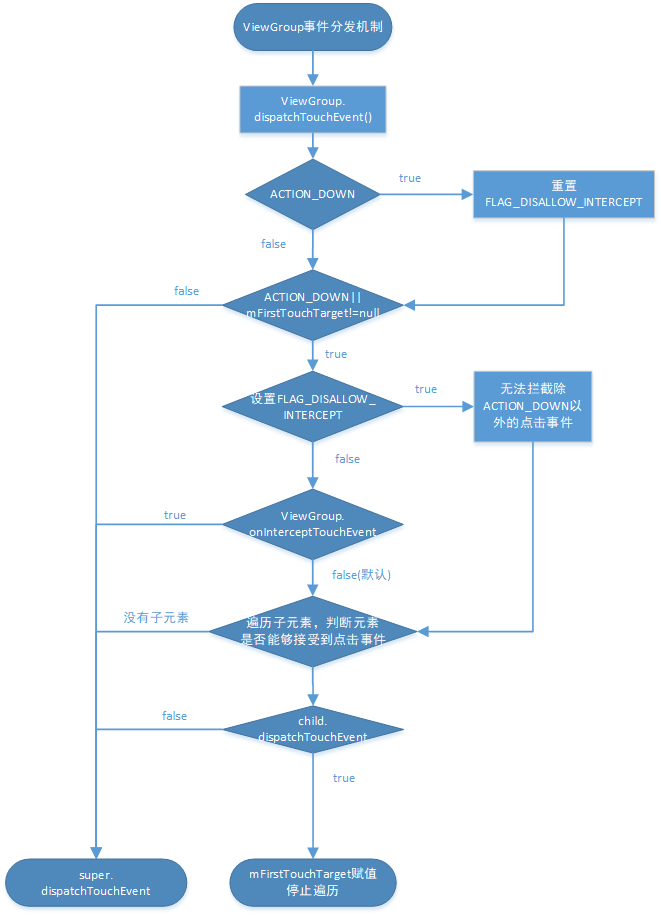 ViewGroup事件分发机制
ViewGroup.
dispatchTouchEvent()
ACTION_DOWN
true
重置
FLAG_DISALLOW_INTERCEPT
false
false
ACTION_DOWN||
mFirstTouchTarget!=null
true
设置FLAG_DISALLOW_
INTERCEPT
true
无法拦截除
ACTION_DOWN以
外的点击事件
false
true
ViewGroup.
onInterceptTouchEvent
false(默认)
没有子元素
遍历子元素，判断元素
是否能够接受到点击事件
false
child.
dispatchTouchEvent
true
super.
dispatchTouchEvent
mFirstTouchTarget赋值
停止遍历